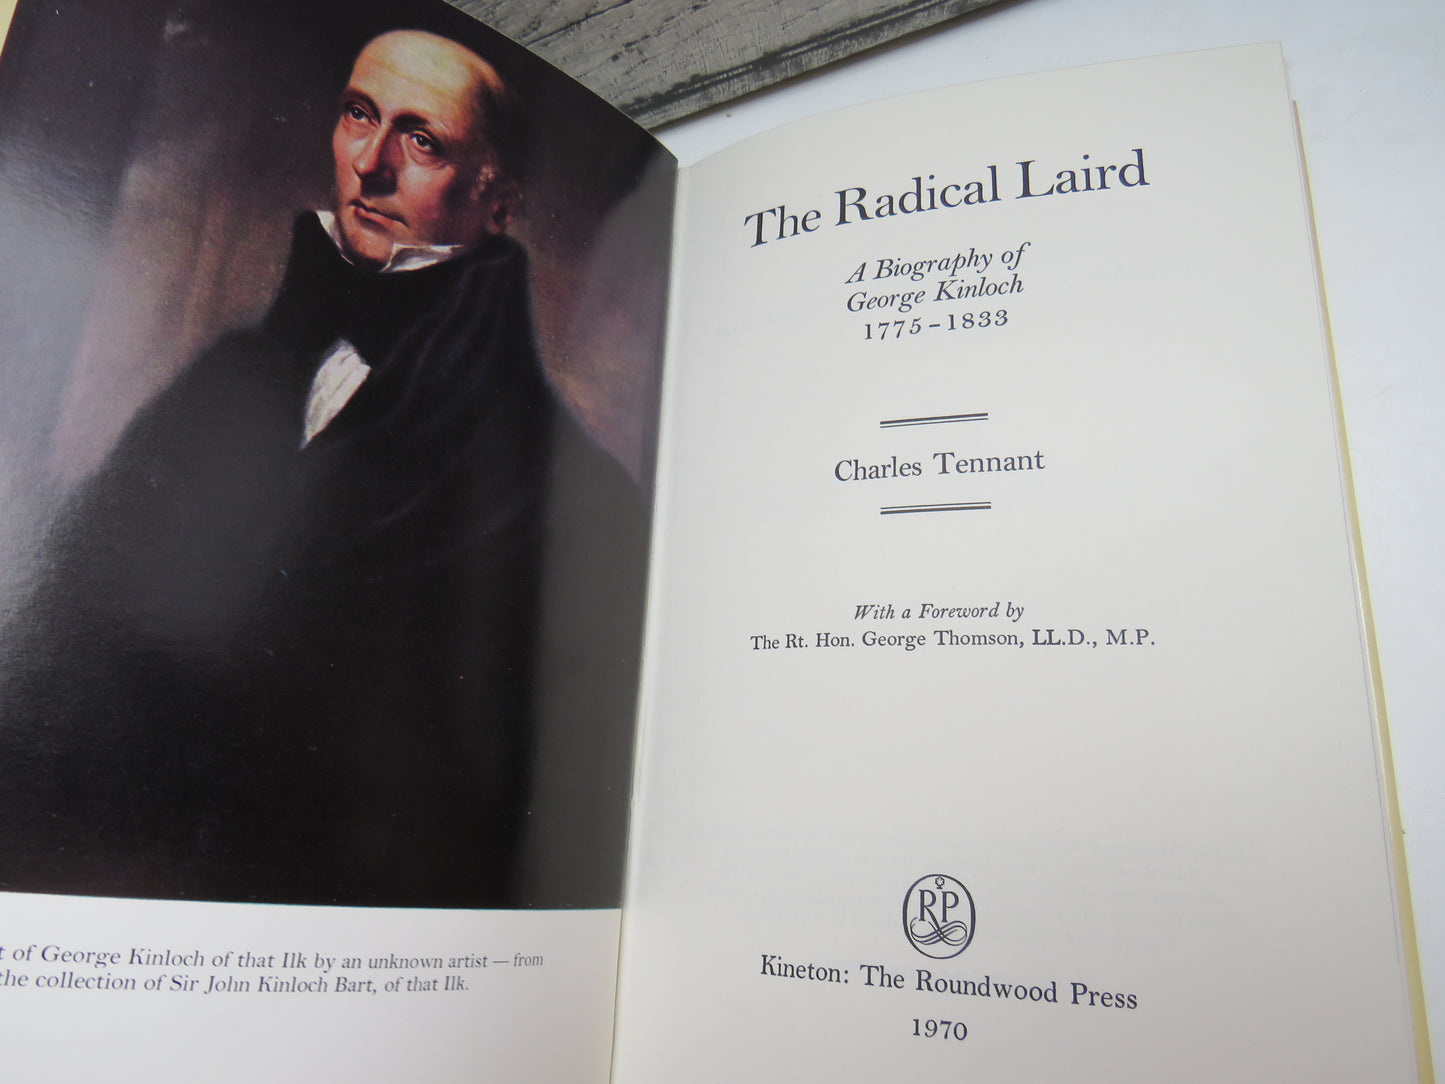 t of George Kinloch of that Ilk by an unknown artist — from
the collection of Sir John Kinloch Bart, of that Ilk.
The Radical Laird
A Biography of
George Kinloch
1775–1833
Charles Tennant
With a Foreword by
The Rt. Hon. George Thomson, LL.D., M.P.
RP
Kineton: The Roundwood Press
1970